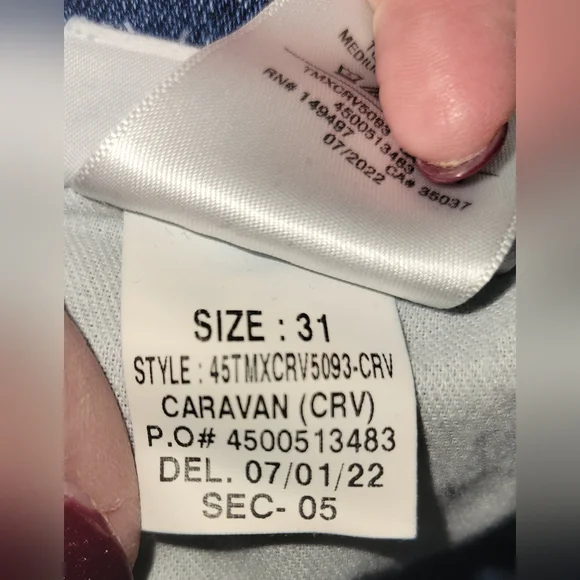 MEDIUM
TMXCRV5093
4500513483
RN# 149497 CA# 35037
07/2022
SIZE : 31
STYLE : 45TMXCRV5093-CRV
CARAVAN (CRV)
P.O# 4500513483
DEL. 07/01/22
SEC- 05